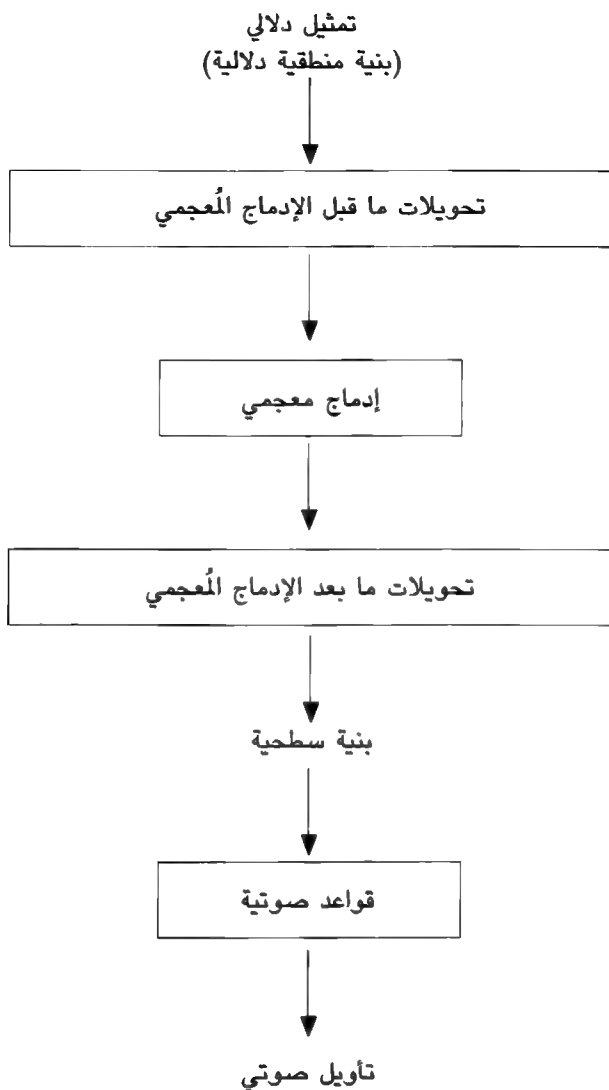 تمثيل دلالي
(بنية منطقية دلالية)
تحويلات ما قبل الإدماج المُعجمي
إدماج معجمي
تحويلات ما بعد الإدماج المُعجمي
بنية سطحية
قواعد صوتية
تأويل صوتي